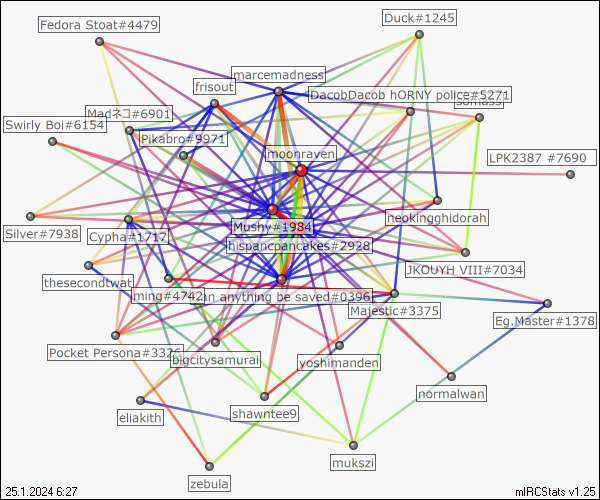 Duck#1245
Fedora Stoat#4479
marcemadness
frisout
DacobDacob hORNY police#5271
Madネコ#6901
Swirly Boi#6154
Pikabro#9971
moonraven
LPK2387 #7690
neokingghidorah
Mushy#1984
Silver#7938
Cypha#1717
hispancpancakes#2928
JKOUYH VIII#7034
thesecondtwat
ming#4742
an anything be saved#0396
Majestic#3375
Eg.Master#1378
Pocket Persona#3326
bigcitysamurai
yoshimanden
normalwan
shawntee9
eliakith
mukszi
zebula
25.1.2024 6:27
mIRCStats v1.25